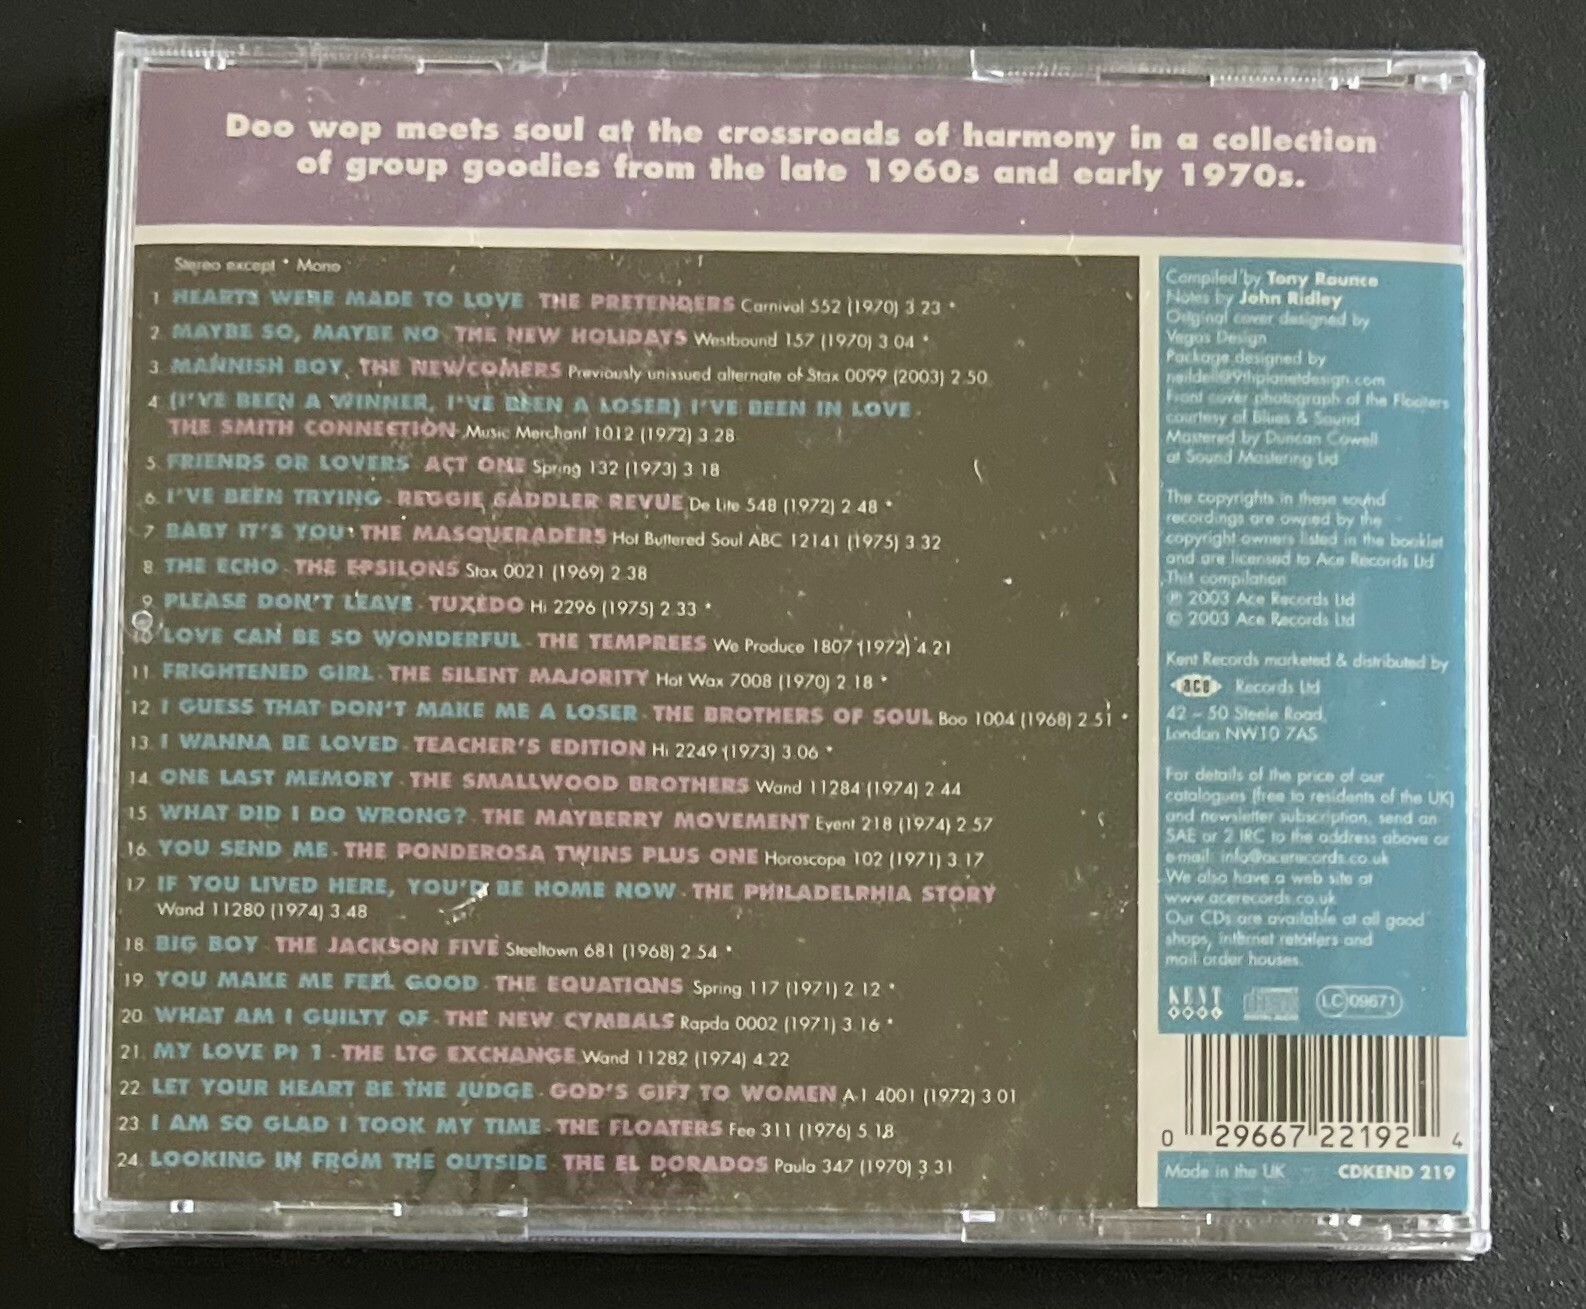 Doo wop meets soul at the crossroads of harmony in a collection
of group goodies from the late 1960s and early 1970s.
Stereo except * Mono
1 HEARTS WERE MADE TO LOVE - THE PRETENDERS Carnival 552 (1970) 3.23 *
2. MAYBE SO, MAYBE NO - THE NEW HOLIDAYS Westbound 157 (1970) 3.04 *
3. MANNISH BOY - THE NEWCOMERS Previously unissued alternate of Stax 0099 (2003) 2.50
4. (I'VE BEEN A WINNER, I'VE BEEN A LOSER) I'VE BEEN IN LOVE -
THE SMITH CONNECTION Music Merchant 1012 (1972) 3.28
5. FRIENDS OR LOVERS - ACT ONE Spring 132 (1973) 3.18
6. I'VE BEEN TRYING - REGGIE GADDLER REVUE De Lite 548 (1972) 2.48 *
7 BABY IT'S YOU - THE MASQUERADERS Hot Buttered Soul ABC 12141 (1975) 3.32
8 THE ECHO - THE EPSILONS Stax 0021 (1969) 2.38
9 PLEASE DON'T LEAVE - TUXEDO Hi 2296 (1975) 2.33 *
10 LOVE CAN BE SO WONDERFUL - THE TEMPREES We Produce 1807 (1972) 4.21
11 FRIGHTENED GIRL - THE SILENT MAJORITY Hot Wax 7008 (1970) 2.18 *
12. I GUESS THAT DON'T MAKE ME A LOSER - THE BROTHERS OF SOUL Boo 1004 (1968) 2.51 *
13. I WANNA BE LOVED - TEACHER'S EDITION Hi 2249 (1973) 3.06 *
14. ONE LAST MEMORY - THE SMALLWOOD BROTHERS Wand 11284 (1974) 2.44
15. WHAT DID I DO WRONG? - THE MAYBERRY MOVEMENT Event 218 (1974) 2.57
16. YOU SEND ME - THE PONDEROSA TWINS PLUS ONE Horoscope 102 (1971) 3.17
17. IF YOU LIVED HERE, YOU'D BE HOME NOW - THE PHILADELPHIA STORY
Wand 11280 (1974) 3.48
18. BIG BOY - THE JACKSON FIVE Steeltown 681 (1968) 2.54 *
19. YOU MAKE ME FEEL GOOD - THE EQUATIONS Spring 117 (1971) 2.12 *
20. WHAT AM I GUILTY OF - THE NEW CYMBALS Rapda 0002 (1971) 3.16 *
21. MY LOVE Pt 1 - THE LTG EXCHANGE Wand 11282 (1974) 4.22
22. LET YOUR HEART BE THE JUDGE - GOD'S GIFT TO WOMEN A-1 4001 (1972) 3.01
23. I AM SO GLAD I TOOK MY TIME - THE FLOATERS Fee 311 (1976) 5.18
24. LOOKING IN FROM THE OUTSIDE - THE EL DORADOS Paula 347 (1970) 3.31
Compiled by Tony Rounce
Notes by John Ridley
Original cover designed by
Vegas Design
Package designed by
neildell@9thplanetdesign.com
Front cover photograph of the Floaters
courtesy of Blues & Sound
Mastered by Duncan Cowell
at Sound Mastering Ltd
The copyrights in these sound
recordings are owned by the
copyright owners listed in the booklet
and are licensed to Ace Records Ltd
This compilation
℗ 2003 Ace Records Ltd
© 2003 Ace Records Ltd
Kent Records marketed & distributed by
ace Records Ltd
42 – 50 Steele Road,
London NW10 7AS
For details of the price of our
catalogues (free to residents of the UK)
and newsletter subscription, send an
SAE or 2 IRC to the address above or
e-mail: info@acerecords.co.uk
We also have a web site at
www.acerecords.co.uk
Our CDs are available at all good
shops, internet retailers and
mail order houses.
KENT
LC 09671
0 29667 22192 4
Made in the UK CDKEND 219